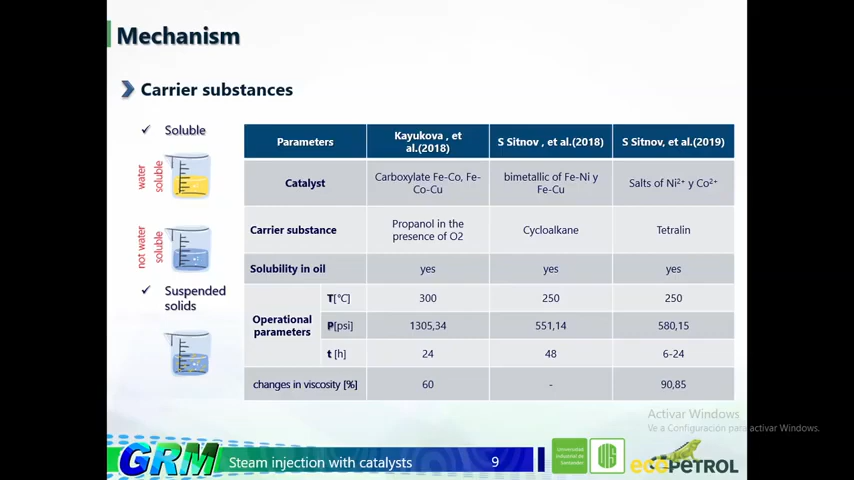 Mechanism
Carrier substances
✓ Soluble
water soluble
not water soluble
✓ Suspended
solids
Parameters
Kayukova , et
al.(2018)
S Sitnov , et al.(2018)
S Sitnov, et al.(2019)
Catalyst
Carboxylate Fe-Co, Fe-
Co-Cu
bimetallic of Fe-Ni y
Fe-Cu
Salts of Ni²⁺ y Co²⁺
Carrier substance
Propanol in the
presence of O2
Cycloalkane
Tetralin
Solubility in oil
yes
yes
yes
Operational
parameters
T[°C]
300
250
250
P[psi]
1305,34
551,14
580,15
t [h]
24
48
6-24
changes in viscosity [%]
60
-
90,85
Activar Windows
Ve a Configuración para activar Windows.
GRM
Steam injection with catalysts
9
Universidad
Industrial de
Santander
UIS
ecoPETROL